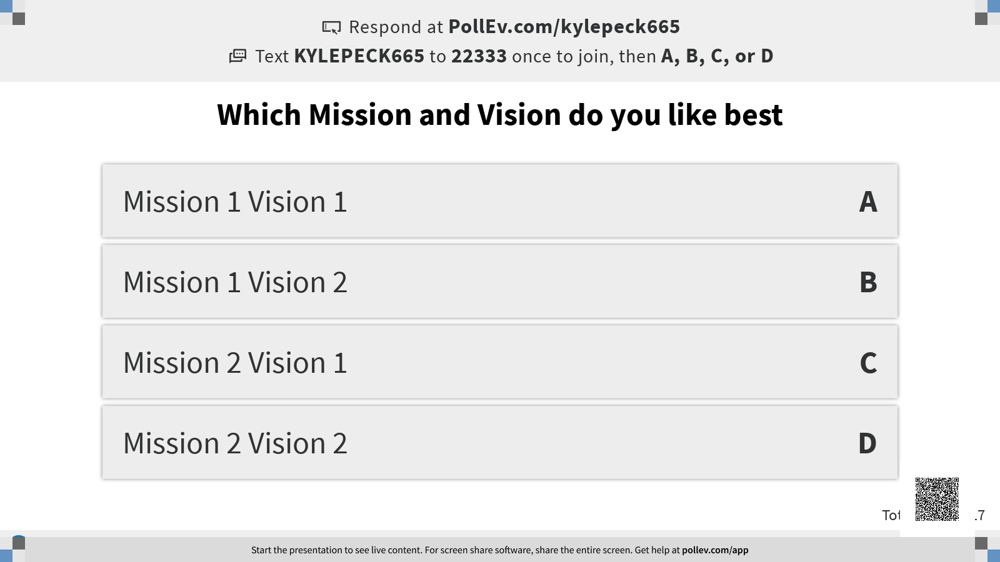 Respond at PollEv.com/kylepeck665
Text KYLEPECK665 to 22333 once to join, then A, B, C, or D
Which Mission and Vision do you like best
Mission 1 Vision 1 A
Mission 1 Vision 2 B
Mission 2 Vision 1 C
Mission 2 Vision 2 D
Start the presentation to see live content. For screen share software, share the entire screen. Get help at pollev.com/app